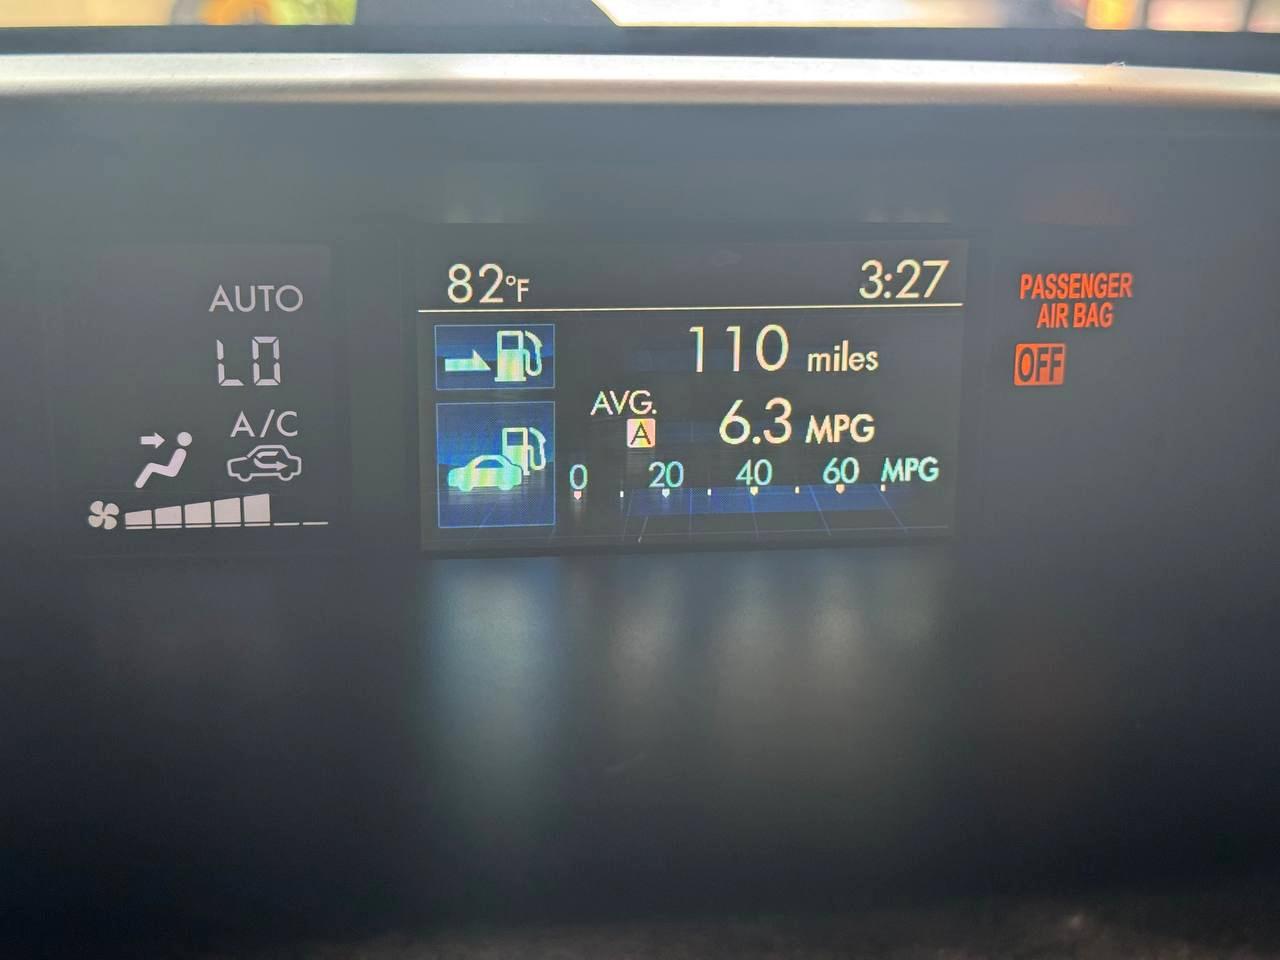 AUTO
LO
A/C
82°F 3:27
110 miles
AVG.
A 6.3 MPG
0 20 40 60 MPG
PASSENGER
AIR BAG
OFF